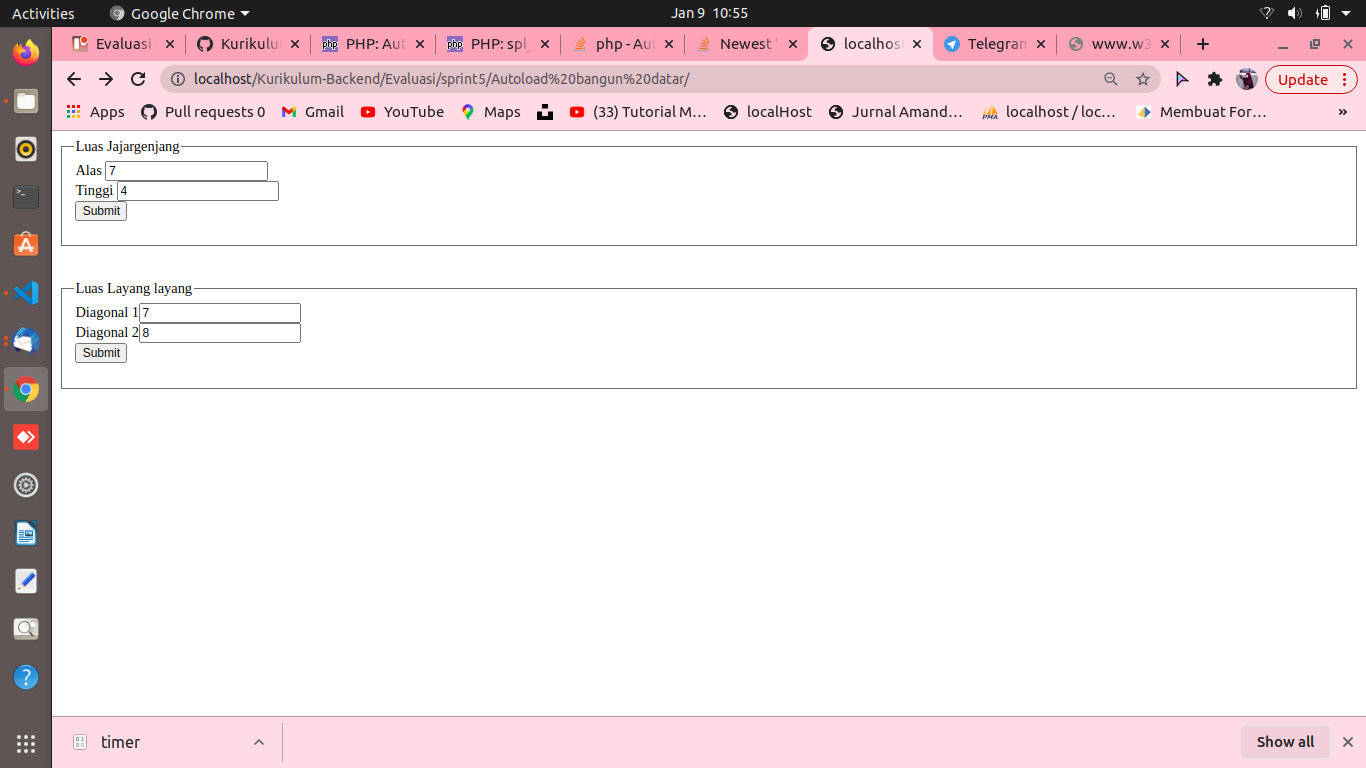 Activities Google Chrome Jan 9 10:55
Evaluasi Kurikulu PHP: Aut PHP: spl_ php - Aut Newest localhos Telegram www.w3
localhost/Kurikulum-Backend/Evaluasi/sprint5/Autoload%20bangun%20datar/ Update
Apps Pull requests 0 Gmail YouTube Maps (33) Tutorial M... localHost Jurnal Amand... localhost / loc... Membuat For... »
Luas Jajargenjang
Alas 7
Tinggi 4
Submit
Luas Layang layang
Diagonal 1 7
Diagonal 2 8
Submit
timer Show all